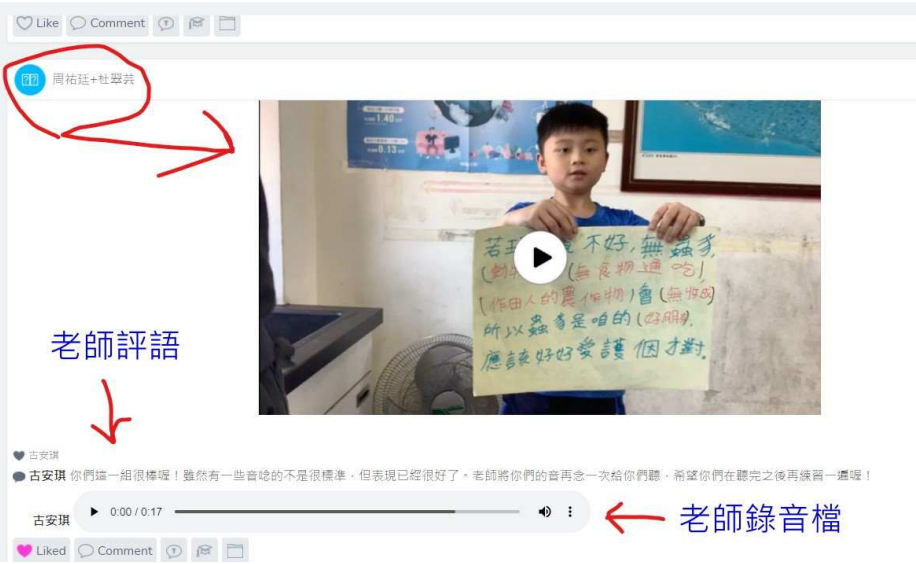 Like Comment
周祐廷+杜翠芸
1.40
0.13
不好,無蟲豸,
(無食物通吃)
(作田人的農作物)會(無收成)
所以蟲豸是咱的(好朋友),
應該好好愛護 個才對。
老師評語
古安琪
古安琪 你們這一組很棒喔!雖然有一些音唸的不是很標準,但表現已經很好了。老師將你們的音再念一次給你們聽,希望你們在聽完之後再練習一遍喔!
古安琪
0:00 / 0:17
老師錄音檔
Liked Comment